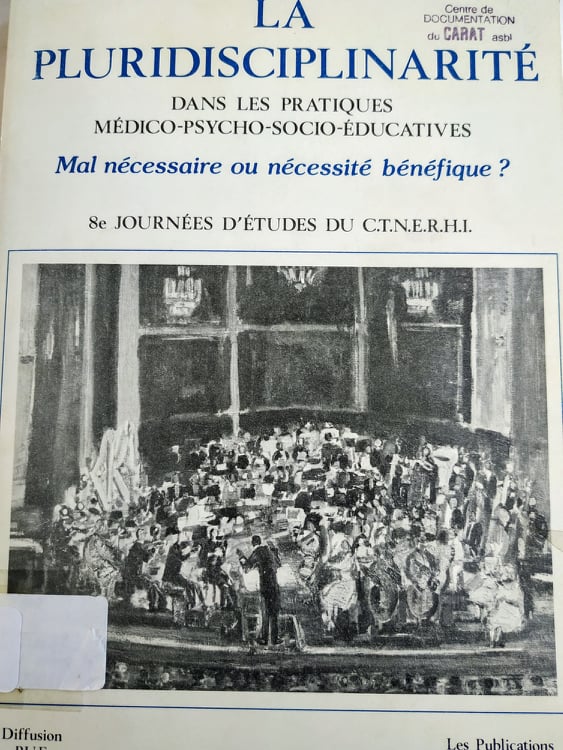 Centre de
DOCUMENTATION
du CARAT asbl
LA
PLURIDISCIPLINARITÉ
DANS LES PRATIQUES
MÉDICO-PSYCHO-SOCIO-ÉDUCATIVES
Mal nécessaire ou nécessité bénéfique ?
8e JOURNÉES D'ÉTUDES DU C.T.N.E.R.H.I.
Diffusion
PUF
Les Publications